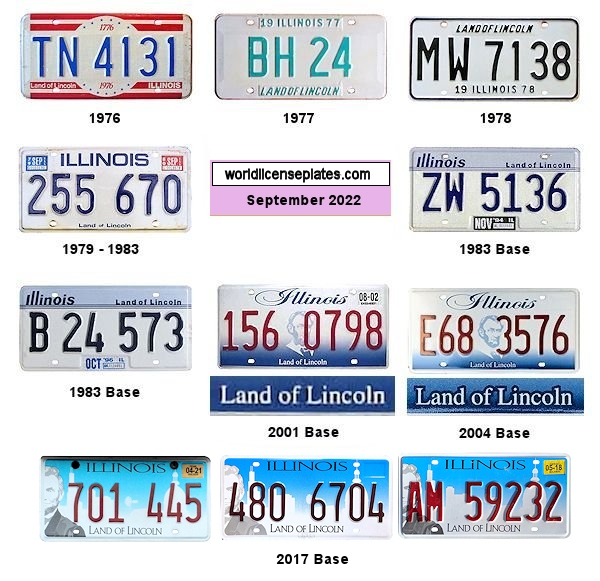 1776
TN 4131
Land of Lincoln 1976 ILLINOIS
1976
19 ILLINOIS 77
BH 24
LAND OF LINCOLN
1977
LAND OF LINCOLN
MW 7138
19 ILLINOIS 78
1978
SEP ILLINOIS SEP
255 670
Land of Lincoln
1979 - 1983
worldlicenseplates.com
September 2022
Illinois Land of Lincoln
ZW 5136
NOV '94 IL
1983 Base
Illinois Land of Lincoln
B 24 573
OCT '96 IL
1983 Base
Illinois 08-02
156 0798
Land of Lincoln
Land of Lincoln
2001 Base
Illinois
E68 3576
Land of Lincoln
Land of Lincoln
2004 Base
ILLINOIS 04-21
701 445
LAND OF LINCOLN
ILLINOIS
480 6704
LAND OF LINCOLN
2017 Base
ILLINOIS 05-18
AM 59232
LAND OF LINCOLN